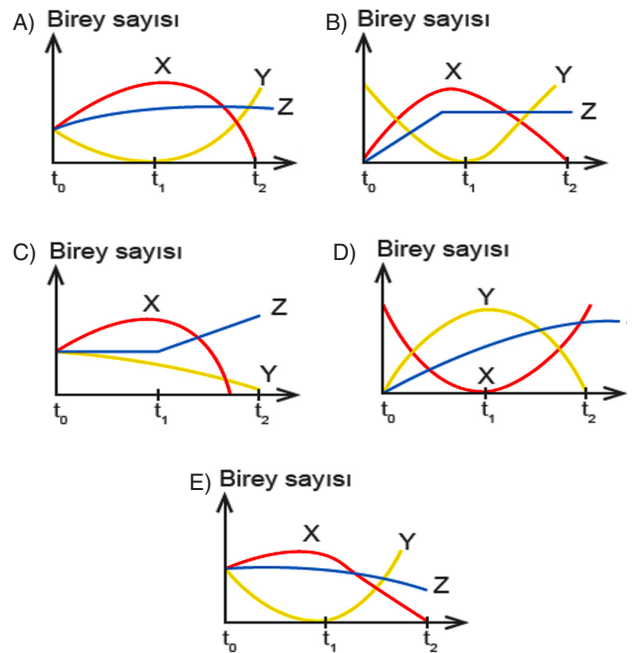 A) Birey sayısı
X
Y
Z
t₀ t₁ t₂
B) Birey sayısı
X
Y
Z
t₀ t₁ t₂
C) Birey sayısı
X
Z
Y
t₀ t₁ t₂
D) Birey sayısı
Y
X
t₀ t₁ t₂
E) Birey sayısı
X
Y
Z
t₀ t₁ t₂